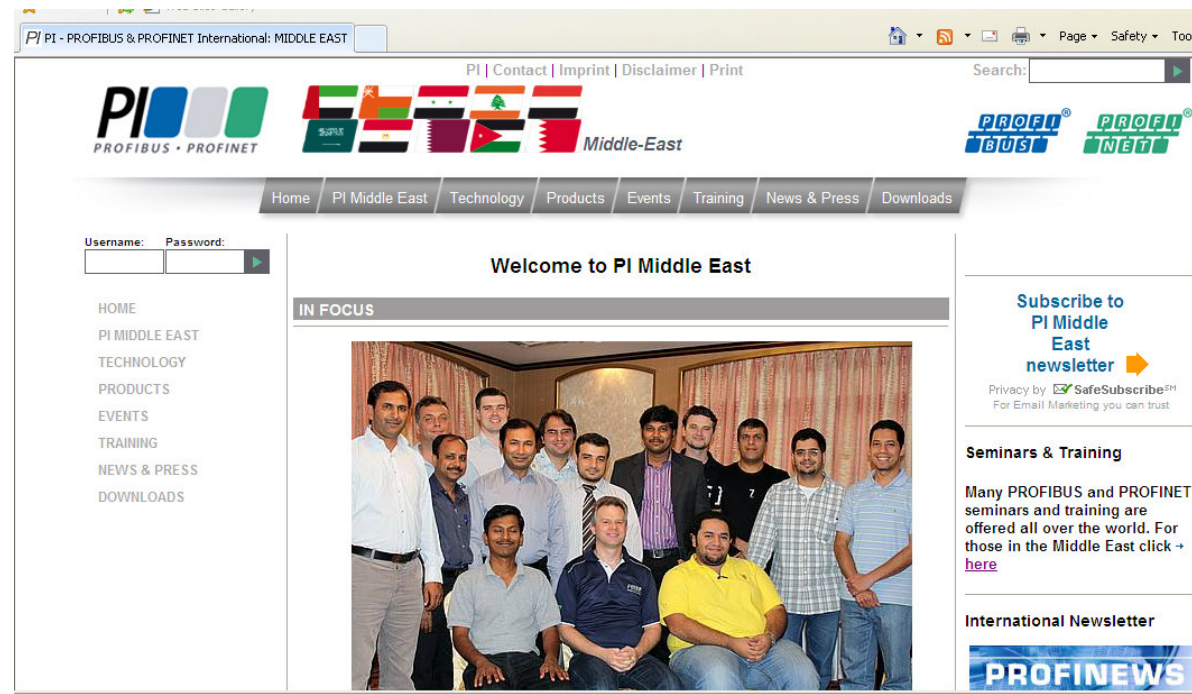 PI PI - PROFIBUS & PROFINET International: MIDDLE EAST
Page Safety Too
PI | Contact | Imprint | Disclaimer | Print
Search:
PI
PROFIBUS • PROFINET
Middle-East
PROFI BUS®
PROFI NET®
Home / PI Middle East / Technology / Products / Events / Training / News & Press / Downloads
Username: Password:
HOME
PI MIDDLE EAST
TECHNOLOGY
PRODUCTS
EVENTS
TRAINING
NEWS & PRESS
DOWNLOADS
Welcome to PI Middle East
IN FOCUS
Subscribe to
PI Middle
East
newsletter
Privacy by SafeSubscribe℠
For Email Marketing you can trust
Seminars & Training
Many PROFIBUS and PROFINET
seminars and training are
offered all over the world. For
those in the Middle East click →
here
International Newsletter
PROFINEWS